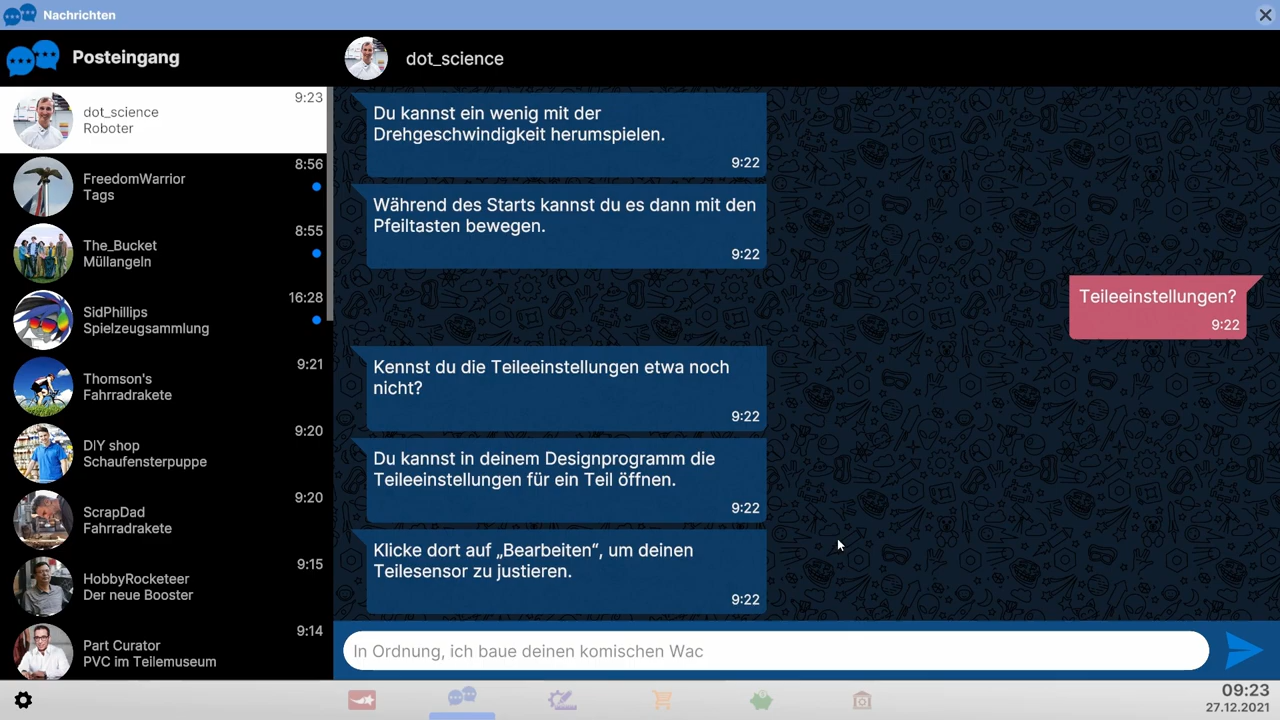 Nachrichten
Posteingang
dot_science
9:23
dot_science
Roboter
8:56
FreedomWarrior
Tags
8:55
The_Bucket
Müllangeln
16:28
SidPhillips
Spielzeugsammlung
9:21
Thomson's
Fahrradrakete
9:20
DIY shop
Schaufensterpuppe
9:20
ScrapDad
Fahrradrakete
9:15
HobbyRocketeer
Der neue Booster
9:14
Part Curator
PVC im Teilemuseum
Du kannst ein wenig mit der
Drehgeschwindigkeit herumspielen.
9:22
Während des Starts kannst du es dann mit den
Pfeiltasten bewegen.
9:22
Teileeinstellungen?
9:22
Kennst du die Teileeinstellungen etwa noch
nicht?
9:22
Du kannst in deinem Designprogramm die
Teileeinstellungen für ein Teil öffnen.
9:22
Klicke dort auf „Bearbeiten“, um deinen
Teilesensor zu justieren.
9:22
In Ordnung, ich baue deinen komischen Wac
09:23
27.12.2021